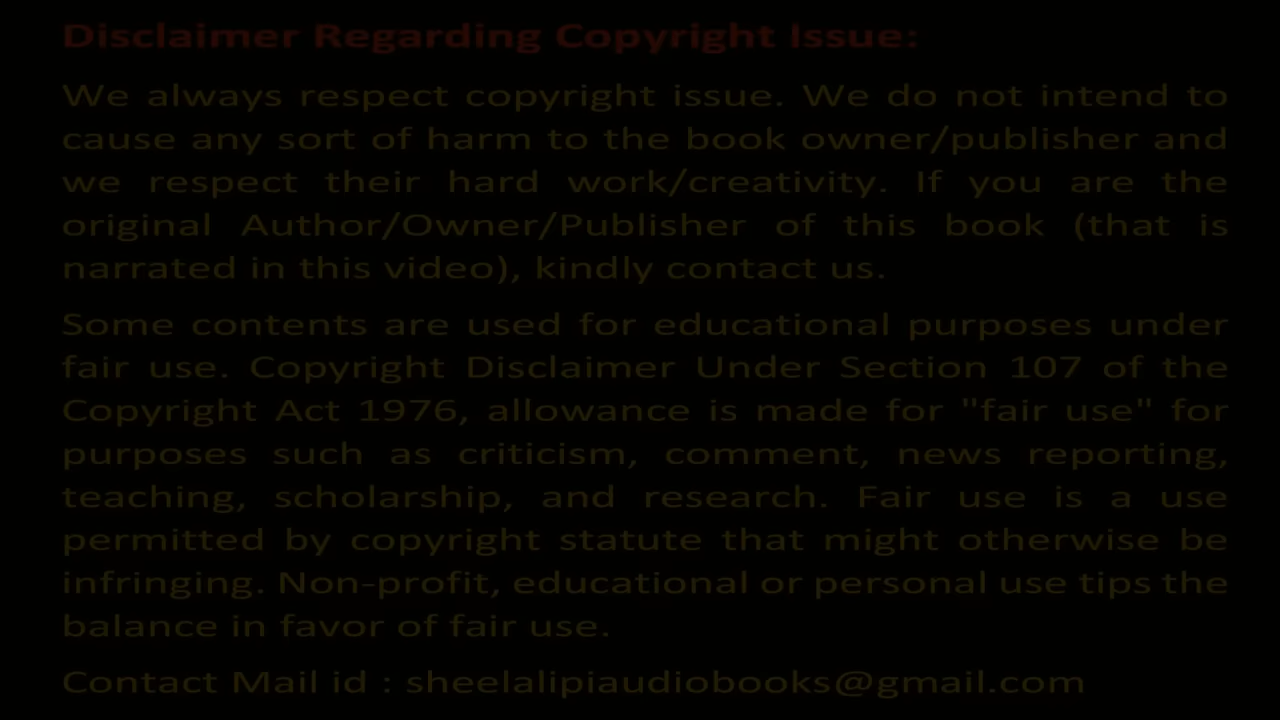 Disclaimer Regarding Copyright Issue:
We always respect copyright issue. We do not intend to
cause any sort of harm to the book owner/publisher and
we respect their hard work/creativity. If you are the
original Author/Owner/Publisher of this book (that is
narrated in this video), kindly contact us.
Some contents are used for educational purposes under
fair use. Copyright Disclaimer Under Section 107 of the
Copyright Act 1976, allowance is made for "fair use" for
purposes such as criticism, comment, news reporting,
teaching, scholarship, and research. Fair use is a use
permitted by copyright statute that might otherwise be
infringing. Non-profit, educational or personal use tips the
balance in favor of fair use.
Contact Mail id : sheelalipiaudiobooks@gmail.com